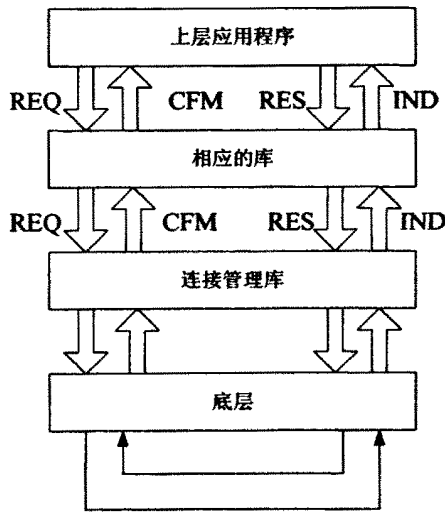 上层应用程序
REQ CFM RES IND
相应的库
REQ CFM RES IND
连接管理库
底层